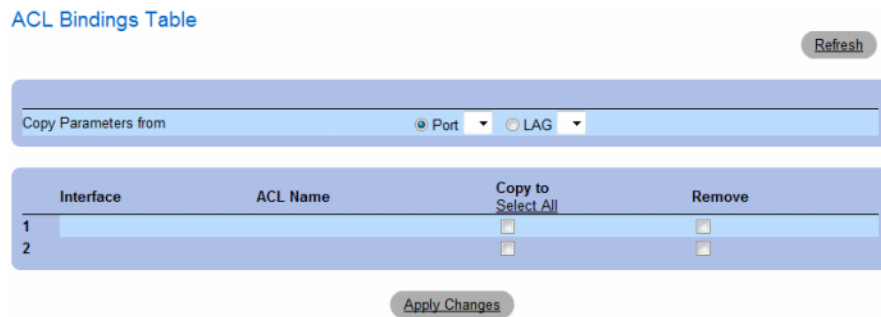 ACL Bindings Table
Refresh
Copy Parameters from Port LAG
Interface ACL Name Copy to Select All Remove
1
2
Apply Changes